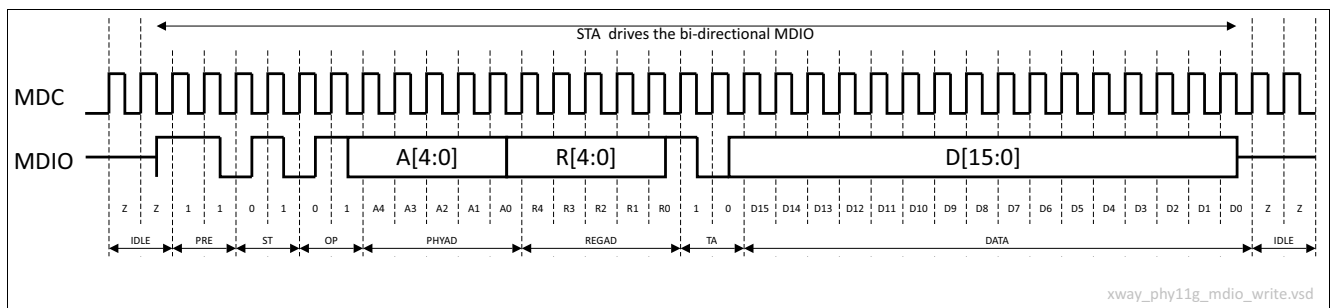 STA drives the bi-directional MDIO
MDC
MDIO
A[4:0] R[4:0] D[15:0]
Z Z 1 1 0 1 0 1 A4 A3 A2 A1 A0 R4 R3 R2 R1 R0 1 0 D15 D14 D13 D12 D11 D10 D9 D8 D7 D6 D5 D4 D3 D2 D1 D0 Z Z
IDLE PRE ST OP PHYAD REGAD TA DATA IDLE
xway_phy11g_mdio_write.vsd